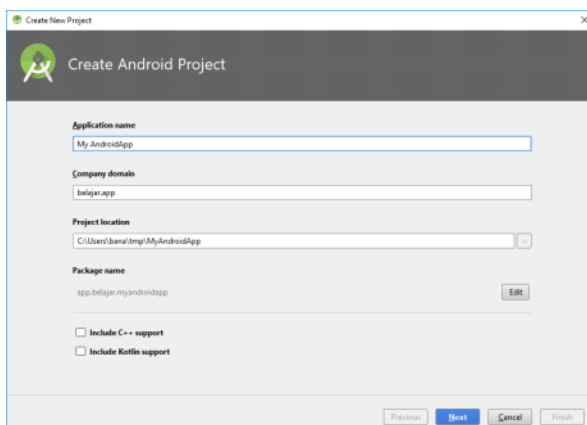 Create New Project
Create Android Project
Application name
My AndroidApp
Company domain
belajar.app
Project location
C:\Users\bana\tmp\MyAndroidApp
...
Package name
app.belajar.myandroidapp
Edit
Include C++ support
Include Kotlin support
Previous Next Cancel Finish